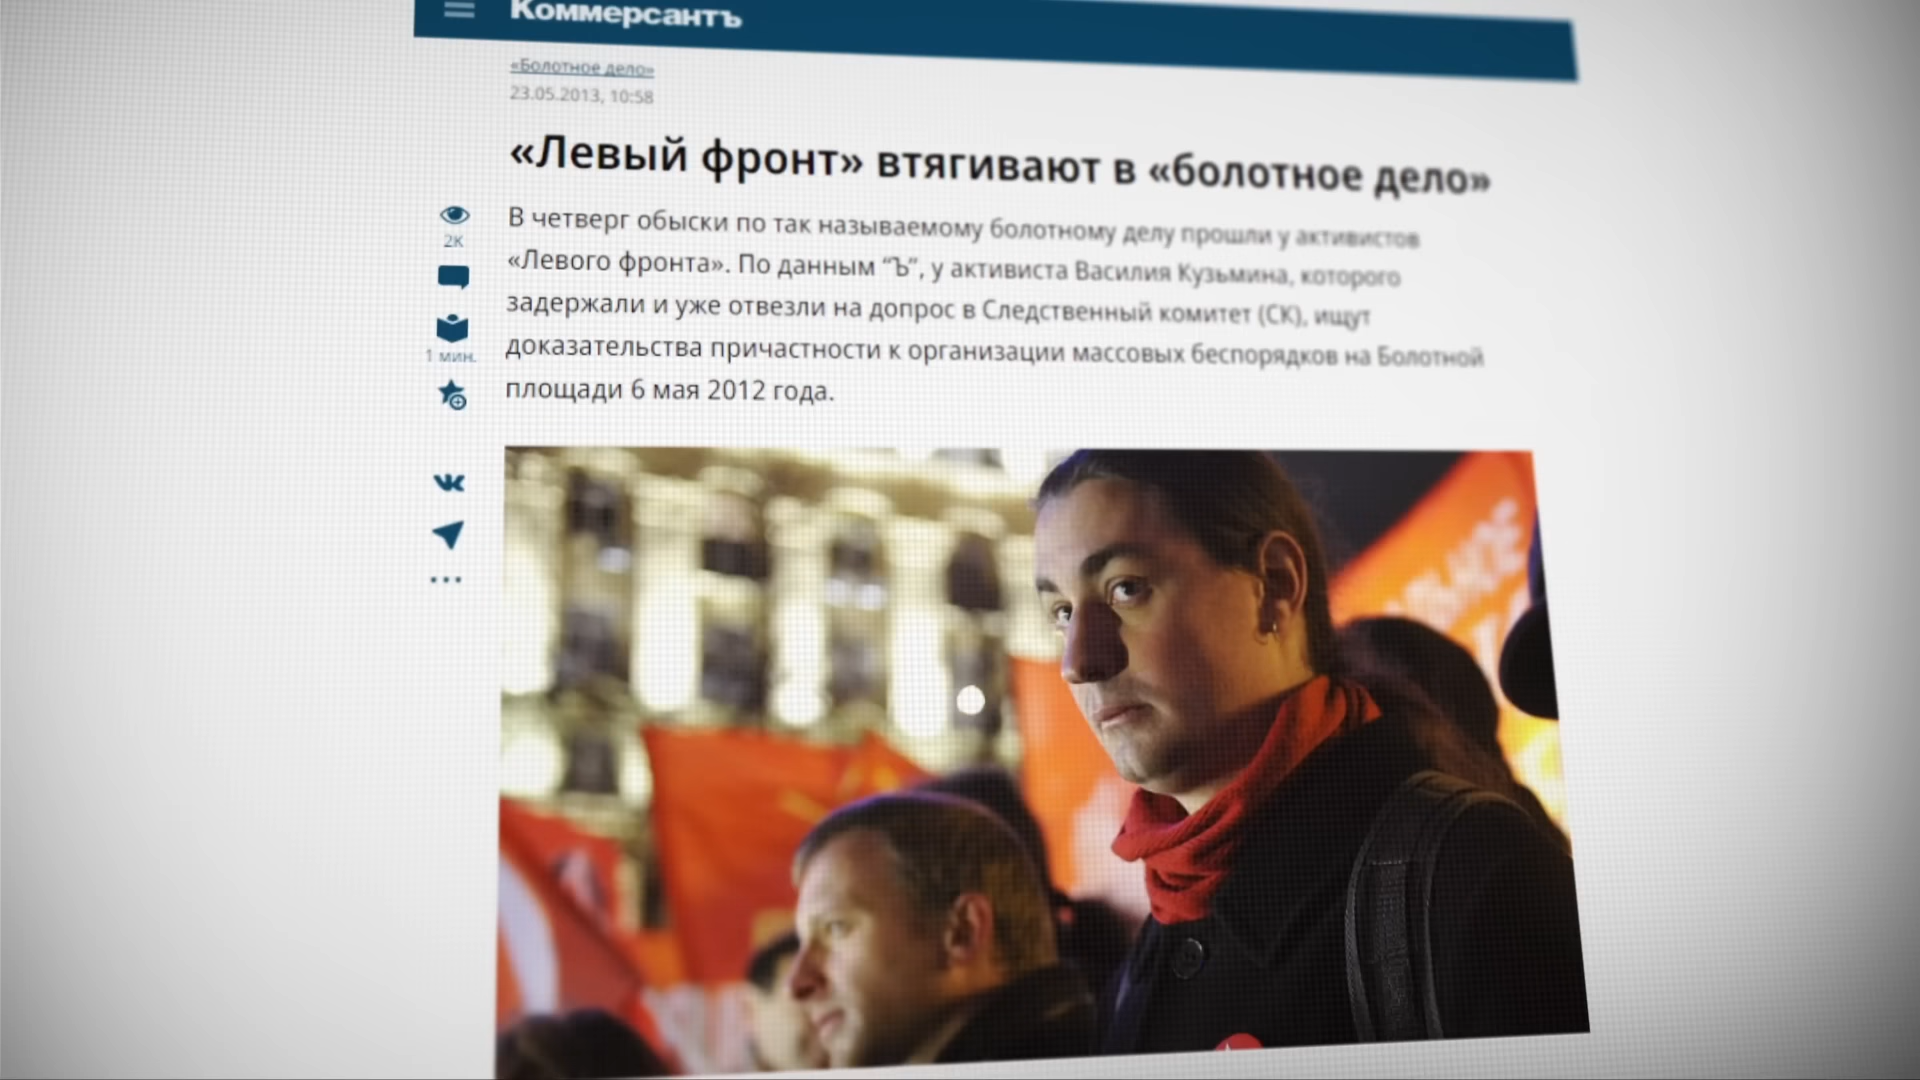 Коммерсантъ
«Болотное дело»
23.05.2013, 10:58
«Левый фронт» втягивают в «болотное дело»
В четверг обыски по так называемому болотному делу прошли у активистов
2K
«Левого фронта». По данным “Ъ”, у активиста Василия Кузьмина, которого
задержали и уже отвезли на допрос в Следственный комитет (СК), ищут
доказательства причастности к организации массовых беспорядков на Болотной
1 мин.
площади 6 мая 2012 года.